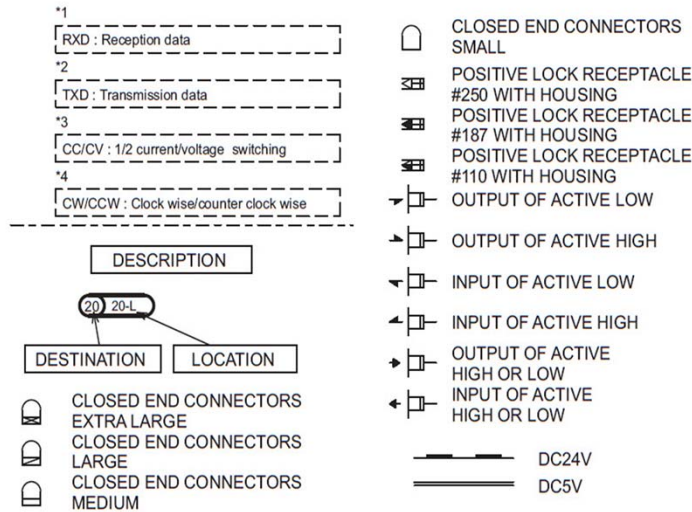 *1
RXD : Reception data
*2
TXD : Transmission data
*3
CC/CV : 1/2 current/voltage switching
*4
CW/CCW : Clock wise/counter clock wise
DESCRIPTION
20 20-L
DESTINATION
LOCATION
CLOSED END CONNECTORS
EXTRA LARGE
CLOSED END CONNECTORS
LARGE
CLOSED END CONNECTORS
MEDIUM
CLOSED END CONNECTORS
SMALL
POSITIVE LOCK RECEPTACLE
#250 WITH HOUSING
POSITIVE LOCK RECEPTACLE
#187 WITH HOUSING
POSITIVE LOCK RECEPTACLE
#110 WITH HOUSING
OUTPUT OF ACTIVE LOW
OUTPUT OF ACTIVE HIGH
INPUT OF ACTIVE LOW
INPUT OF ACTIVE HIGH
OUTPUT OF ACTIVE
HIGH OR LOW
INPUT OF ACTIVE
HIGH OR LOW
DC24V
DC5V